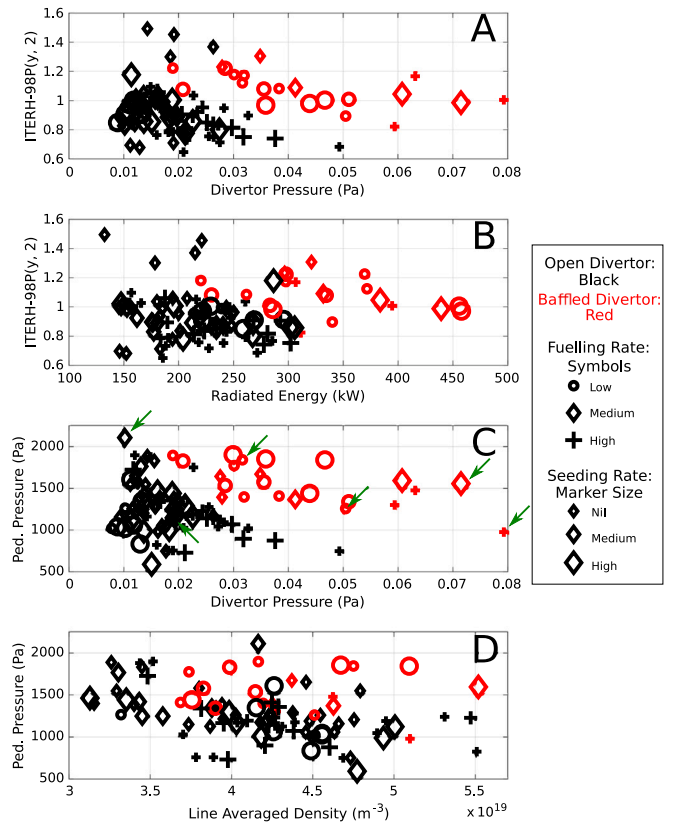 A
ITERH-98P(y, 2)
1.6
1.4
1.2
1
0.8
0.6
0 0.01 0.02 0.03 0.04 0.05 0.06 0.07 0.08
Divertor Pressure (Pa)
B
ITERH-98P(y, 2)
1.6
1.4
1.2
1
0.8
0.6
100 150 200 250 300 350 400 450 500
Radiated Energy (kW)
C
Ped. Pressure (Pa)
2000
1500
1000
500
0 0.01 0.02 0.03 0.04 0.05 0.06 0.07 0.08
Divertor Pressure (Pa)
D
Ped. Pressure (Pa)
2000
1500
1000
500
3 3.5 4 4.5 5 5.5
Line Averaged Density (m⁻³) x 10¹⁹
Open Divertor:
Black
Baffled Divertor:
Red
Fuelling Rate:
Symbols
Low
Medium
High
Seeding Rate:
Marker Size
Nil
Medium
High